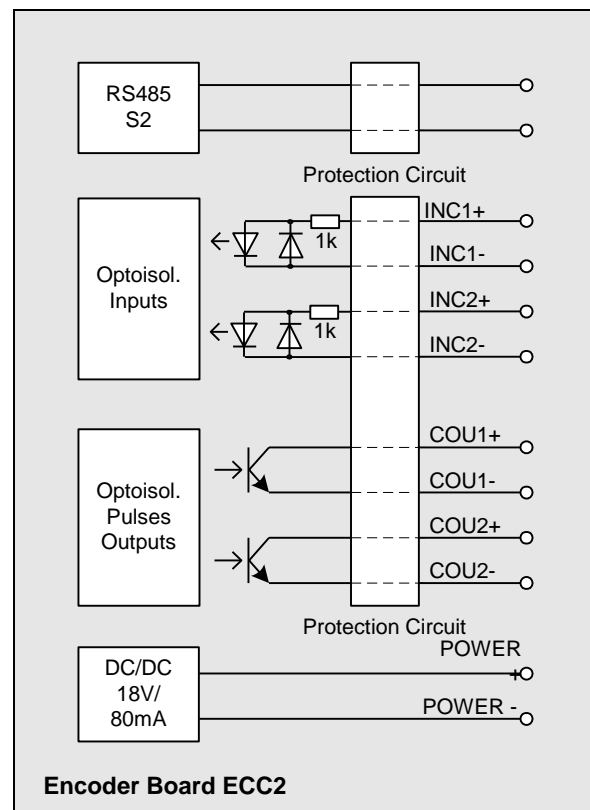 RS485
S2
Protection Circuit
Optoisol.
Inputs
1k
INC1+
INC1-
1k
INC2+
INC2-
Optoisol.
Pulses
Outputs
COU1+
COU1-
COU2+
COU2-
Protection Circuit
DC/DC
18V/
80mA
POWER
+
POWER -
Encoder Board ECC2